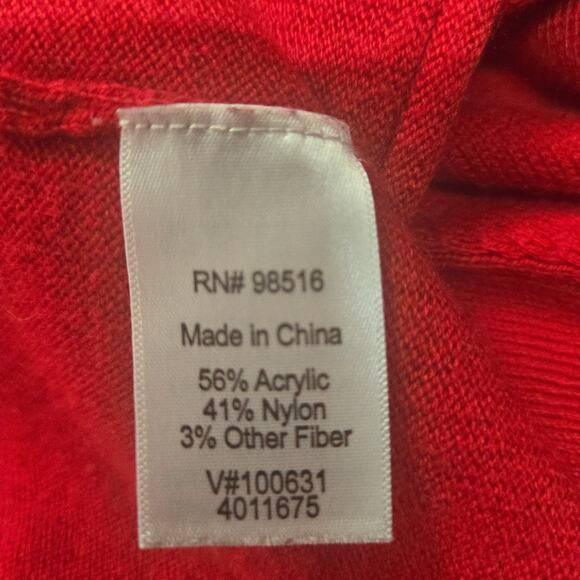 RN# 98516
Made in China
56% Acrylic
41% Nylon
3% Other Fiber
V#100631
4011675